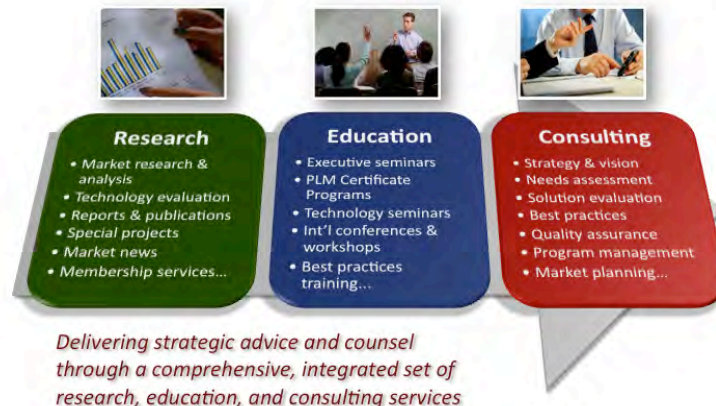 Research
• Market research &
analysis
• Technology evaluation
• Reports & publications
• Special projects
• Market news
• Membership services...
Education
• Executive seminars
• PLM Certificate
Programs
• Technology seminars
• Int'l conferences &
workshops
• Best practices
training...
Consulting
• Strategy & vision
• Needs assessment
• Solution evaluation
• Best practices
• Quality assurance
• Program management
• Market planning...
Delivering strategic advice and counsel
through a comprehensive, integrated set of
research, education, and consulting services